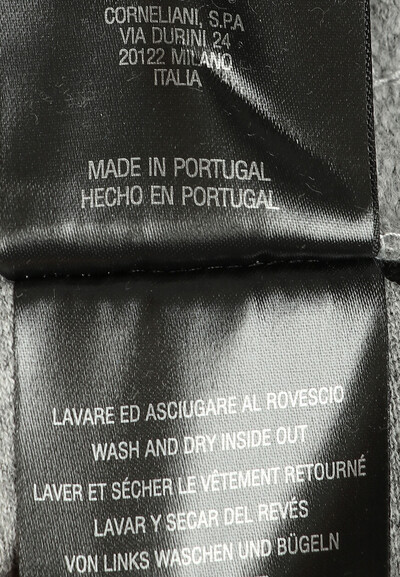 CORNELIANI, S.PA
VIA DURINI 24
20122 MILANO
ITALIA
MADE IN PORTUGAL
HECHO EN PORTUGAL
LAVARE ED ASCIUGARE AL ROVESCIO
WASH AND DRY INSIDE OUT
LAVER ET SÉCHER LE VÊTEMENT RETOURNÉ
LAVAR Y SECAR DEL REVÉS
VON LINKS WASCHEN UND BÜGELN